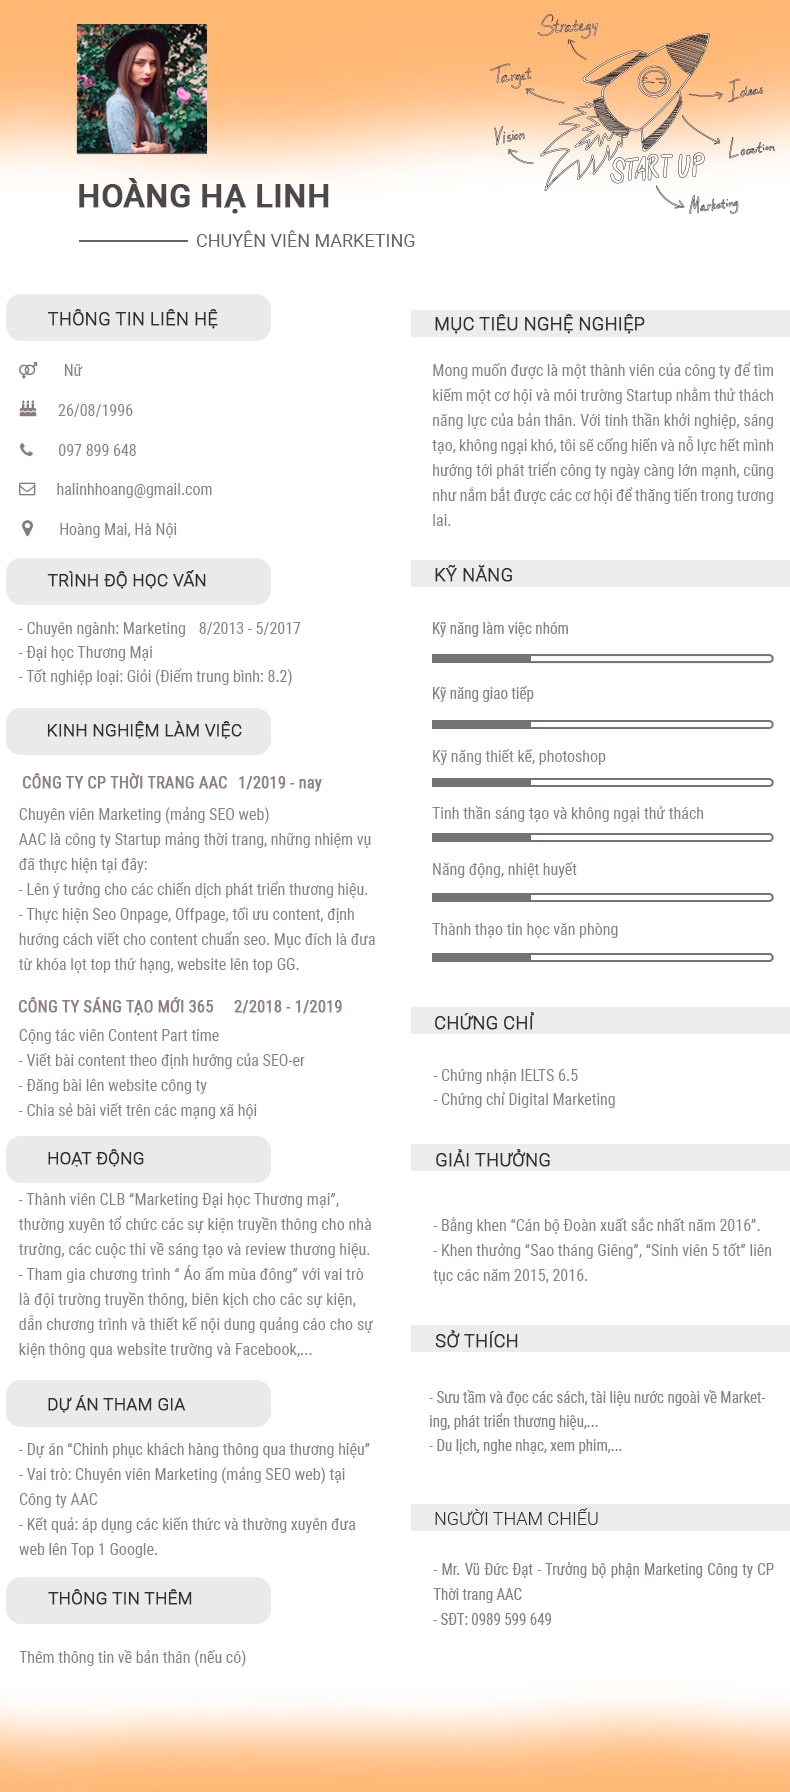 Strategy
Target
Ideas
Vision
Location
START UP
Marketing
HOÀNG HẠ LINH
CHUYÊN VIÊN MARKETING
THÔNG TIN LIÊN HỆ
Nữ
26/08/1996
097 899 648
halinhhoang@gmail.com
Hoàng Mai, Hà Nội
TRÌNH ĐỘ HỌC VẤN
- Chuyên ngành: Marketing 8/2013 - 5/2017
- Đại học Thương Mại
- Tốt nghiệp loại: Giỏi (Điểm trung bình: 8.2)
KINH NGHIỆM LÀM VIỆC
CÔNG TY CP THỜI TRANG AAC 1/2019 - nay
Chuyên viên Marketing (mảng SEO web)
AAC là công ty Startup mảng thời trang, những nhiệm vụ
đã thực hiện tại đây:
- Lên ý tưởng cho các chiến dịch phát triển thương hiệu.
- Thực hiện Seo Onpage, Offpage, tối ưu content, định
hướng cách viết cho content chuẩn seo. Mục đích là đưa
từ khóa lọt top thứ hạng, website lên top GG.
CÔNG TY SÁNG TẠO MỚI 365 2/2018 - 1/2019
Cộng tác viên Content Part time
- Viết bài content theo định hướng của SEO-er
- Đăng bài lên website công ty
- Chia sẻ bài viết trên các mạng xã hội
HOẠT ĐỘNG
- Thành viên CLB “Marketing Đại học Thương mại”,
thường xuyên tổ chức các sự kiện truyền thông cho nhà
trường, các cuộc thi về sáng tạo và review thương hiệu.
- Tham gia chương trình “ Áo ấm mùa đông” với vai trò
là đội trường truyền thông, biên kịch cho các sự kiện,
dẫn chương trình và thiết kế nội dung quảng cáo cho sự
kiện thông qua website trường và Facebook,...
DỰ ÁN THAM GIA
- Dự án “Chinh phục khách hàng thông qua thương hiệu”
- Vai trò: Chuyên viên Marketing (mảng SEO web) tại
Công ty AAC
- Kết quả: áp dụng các kiến thức và thường xuyên đưa
web lên Top 1 Google.
THÔNG TIN THÊM
Thêm thông tin về bản thân (nếu có)
MỤC TIÊU NGHỀ NGHIỆP
Mong muốn được là một thành viên của công ty để tìm
kiếm một cơ hội và môi trường Startup nhằm thử thách
năng lực của bản thân. Với tinh thần khởi nghiệp, sáng
tạo, không ngại khó, tôi sẽ cống hiến và nỗ lực hết mình
hướng tới phát triển công ty ngày càng lớn mạnh, cũng
như nắm bắt được các cơ hội để thăng tiến trong tương
lai.
KỸ NĂNG
Kỹ năng làm việc nhóm
Kỹ năng giao tiếp
Kỹ năng thiết kế, photoshop
Tinh thần sáng tạo và không ngại thử thách
Năng động, nhiệt huyết
Thành thạo tin học văn phòng
CHỨNG CHỈ
- Chứng nhận IELTS 6.5
- Chứng chỉ Digital Marketing
GIẢI THƯỞNG
- Bằng khen “Cán bộ Đoàn xuất sắc nhất năm 2016”.
- Khen thưởng “Sao tháng Giêng”, “Sinh viên 5 tốt” liên
tục các năm 2015, 2016.
SỞ THÍCH
- Sưu tầm và đọc các sách, tài liệu nước ngoài về Market-
ing, phát triển thương hiệu,...
- Du lịch, nghe nhạc, xem phim,...
NGƯỜI THAM CHIẾU
- Mr. Vũ Đức Đạt - Trưởng bộ phận Marketing Công ty CP
Thời trang AAC
- SĐT: 0989 599 649